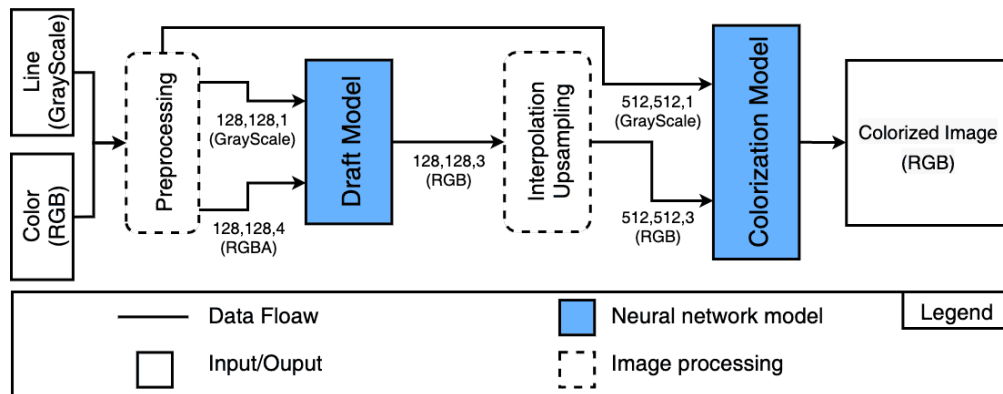 Line
(GrayScale)
Color
(RGB)
Preprocessing
128,128,1
(GrayScale)
128,128,4
(RGBA)
Draft Model
128,128,3
(RGB)
Interpolation
Upsampling
512,512,1
(GrayScale)
512,512,3
(RGB)
Colorization Model
Colorized Image
(RGB)
Data Floaw
Neural network model
Legend
Input/Ouput
Image processing